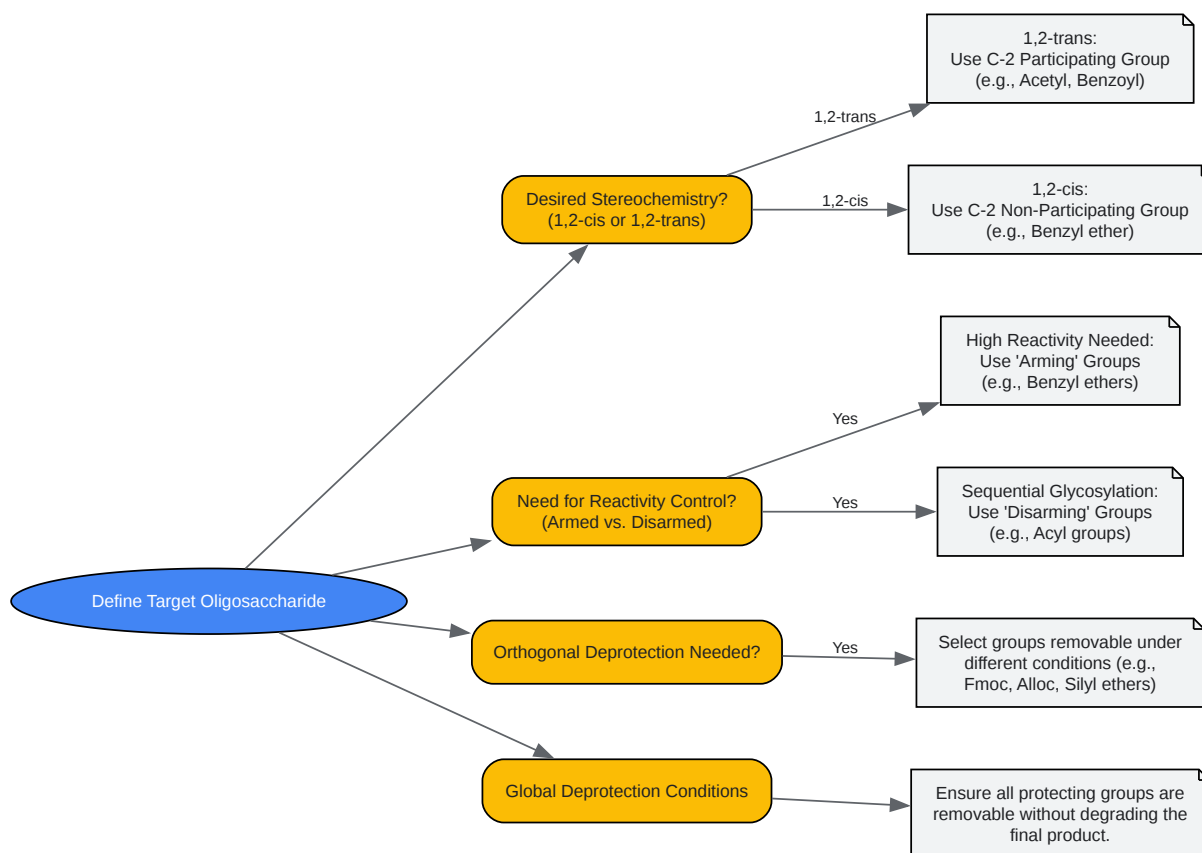 1,2-trans:
Use C-2 Participating Group
(e.g., Acetyl, Benzoyl)
1,2-trans
Desired Stereochemistry?
(1,2-cis or 1,2-trans)
1,2-cis
1,2-cis:
Use C-2 Non-Participating Group
(e.g., Benzyl ether)
High Reactivity Needed:
Use 'Arming' Groups
(e.g., Benzyl ethers)
Yes
Need for Reactivity Control?
(Armed vs. Disarmed)
Yes
Sequential Glycosylation:
Use 'Disarming' Groups
(e.g., Acyl groups)
Define Target Oligosaccharide
Orthogonal Deprotection Needed?
Yes
Select groups removable under
different conditions (e.g.,
Fmoc, Alloc, Silyl ethers)
Global Deprotection Conditions
Ensure all protecting groups are
removable without degrading the
final product.